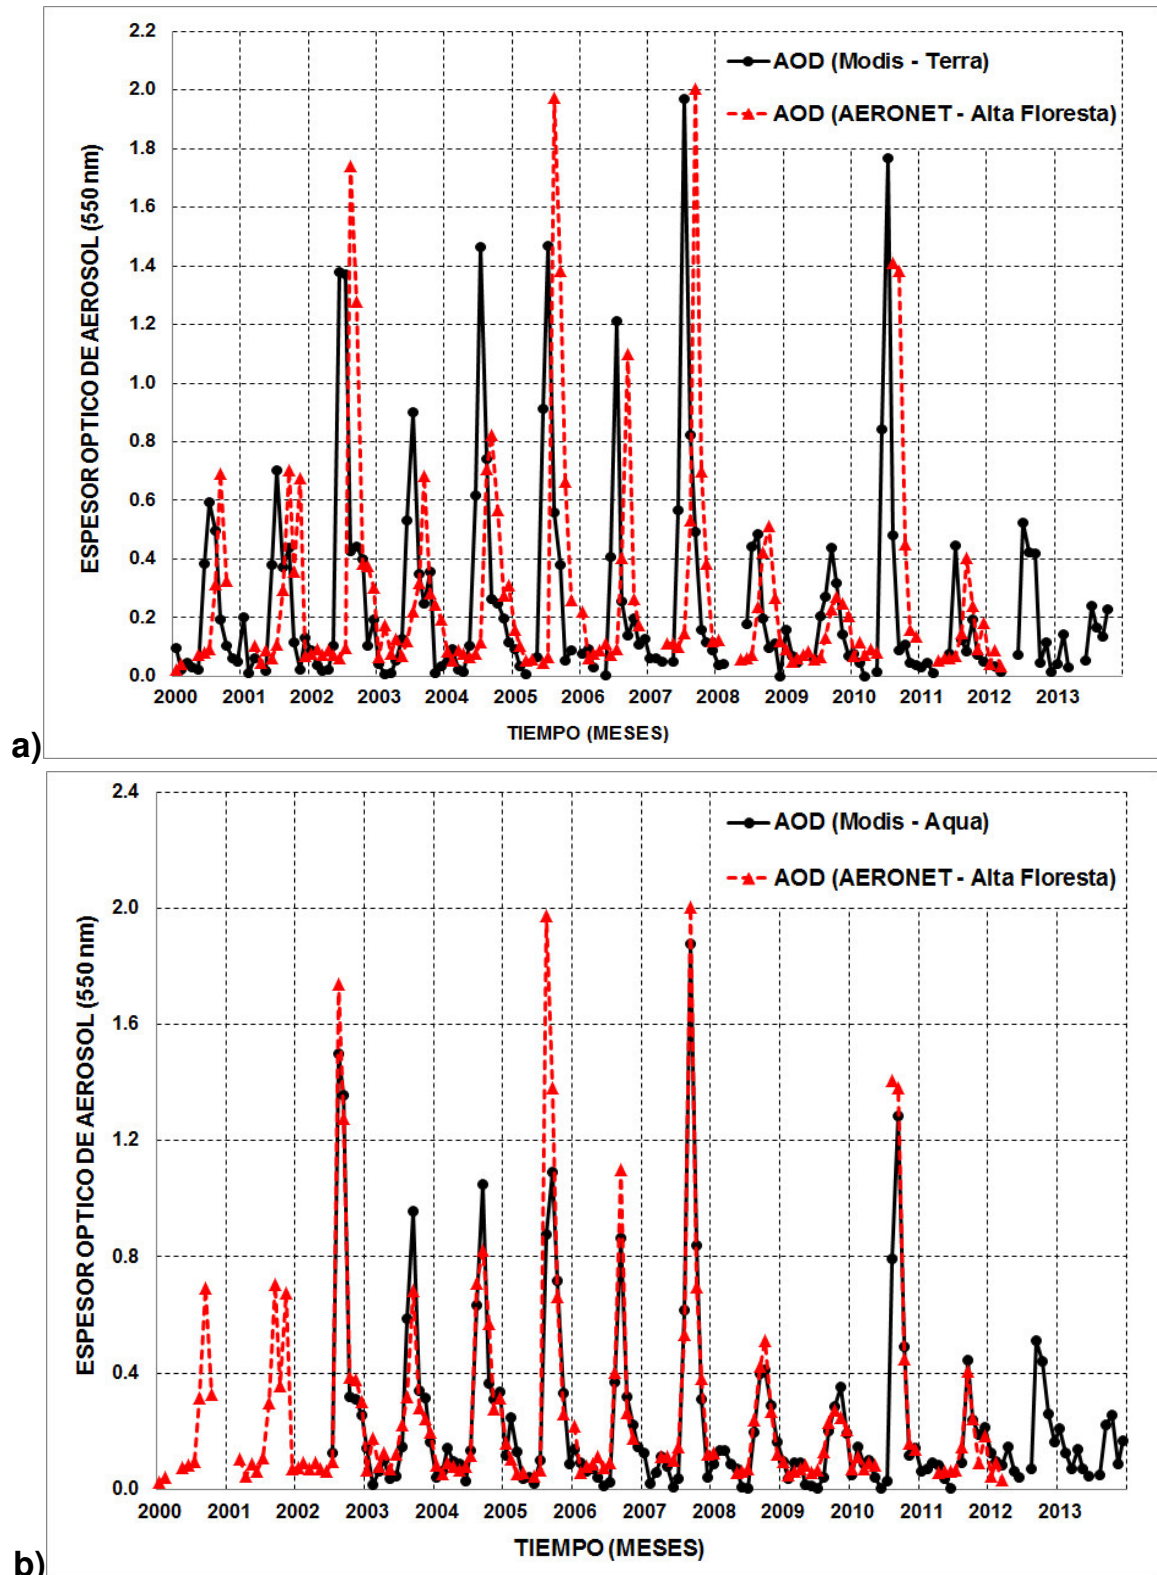 2.2
AOD (Modis - Terra)
2.0
AOD (AERONET - Alta Floresta)
1.8
1.6
1.4
1.2
1.0
0.8
0.6
0.4
0.2
0.0
ESPESOR OPTICO DE AEROSOL (550 nm)
2000 2001 2002 2003 2004 2005 2006 2007 2008 2009 2010 2011 2012 2013
TIEMPO (MESES)
a)
2.4
AOD (Modis - Aqua)
AOD (AERONET - Alta Floresta)
2.0
1.6
1.2
0.8
0.4
0.0
ESPESOR OPTICO DE AEROSOL (550 nm)
2000 2001 2002 2003 2004 2005 2006 2007 2008 2009 2010 2011 2012 2013
TIEMPO (MESES)
b)